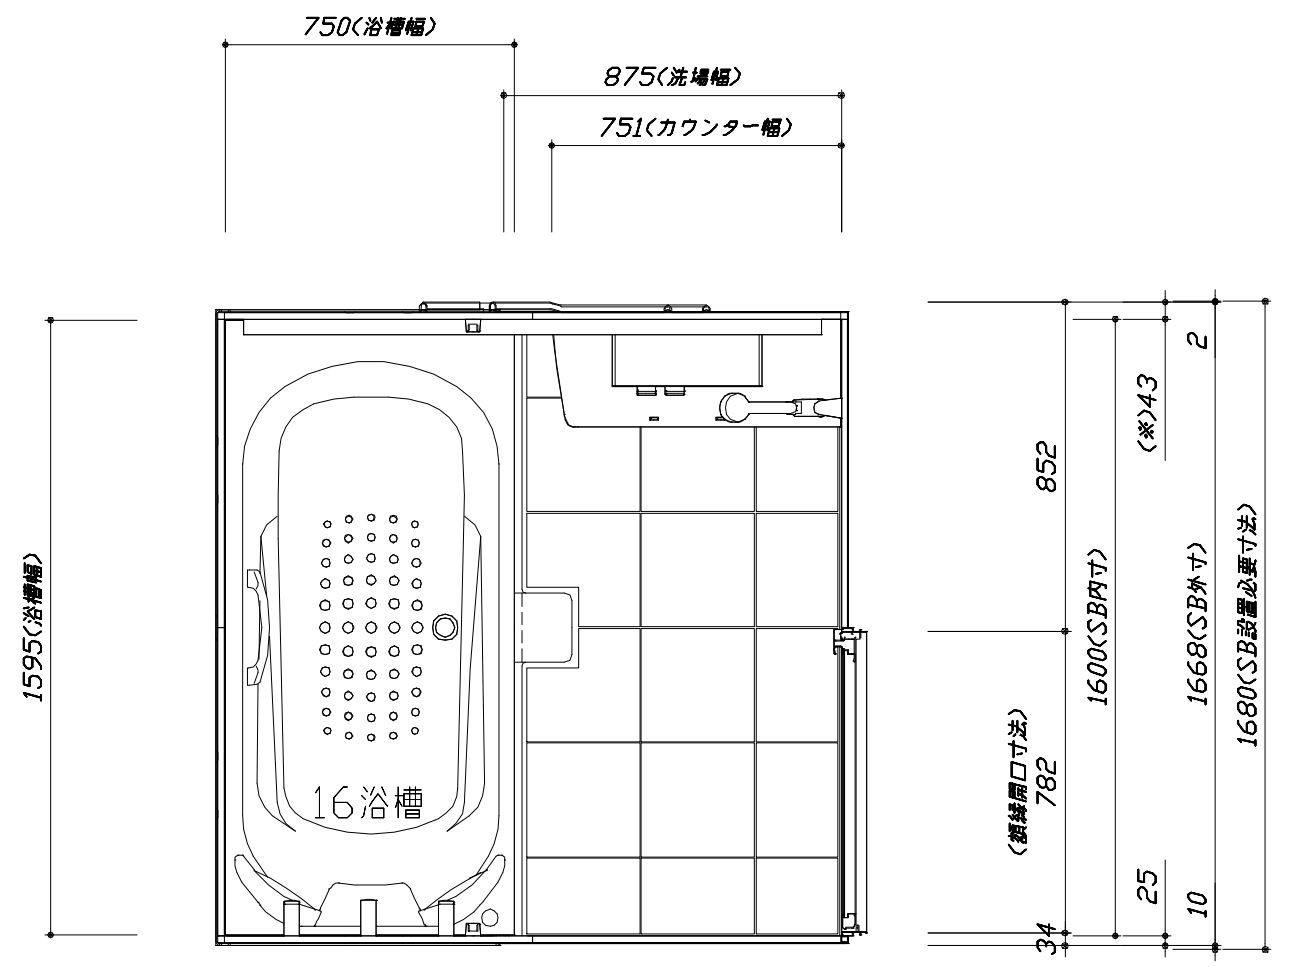 750(浴槽幅)
875(洗場幅)
751(カウンター幅)
2
(※)43
852
1595(浴槽幅)
1600(SB内寸)
1668(SB外寸)
1680(SB設置必要寸法)
(額縁開口寸法)
782
16浴槽
25
10
34